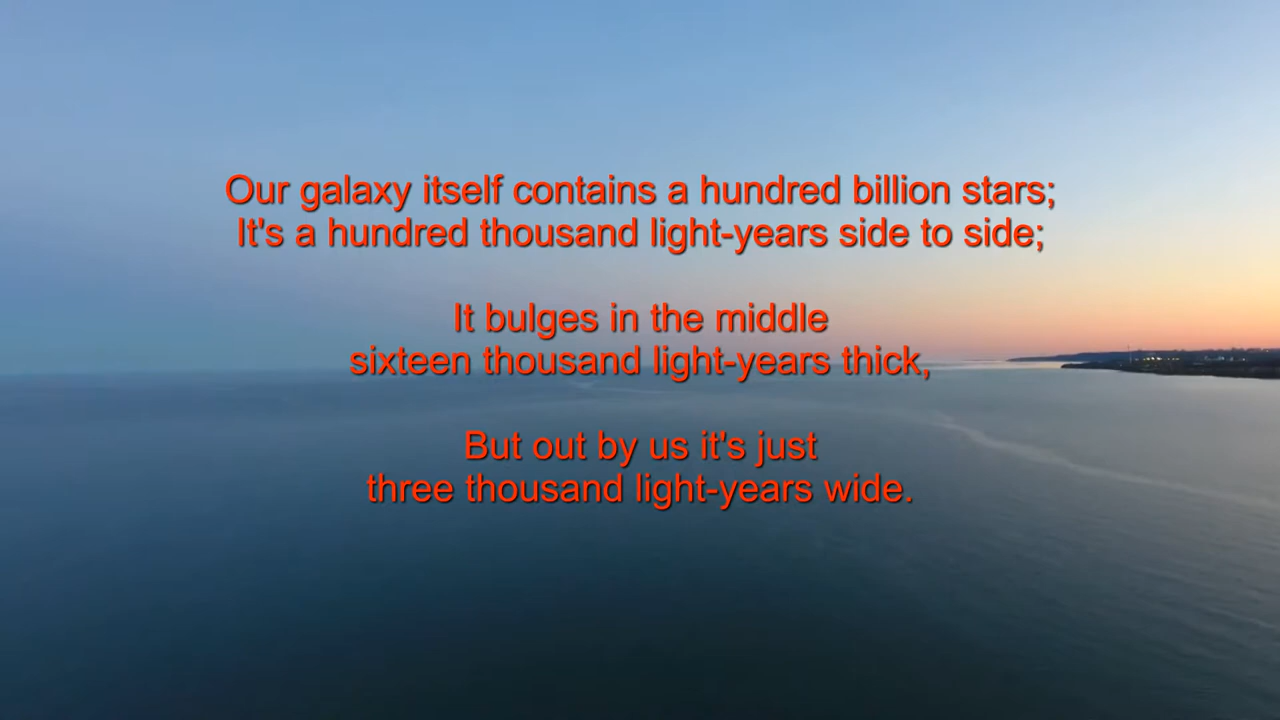 Our galaxy itself contains a hundred billion stars;
It's a hundred thousand light-years side to side;
It bulges in the middle
sixteen thousand light-years thick,
But out by us it's just
three thousand light-years wide.